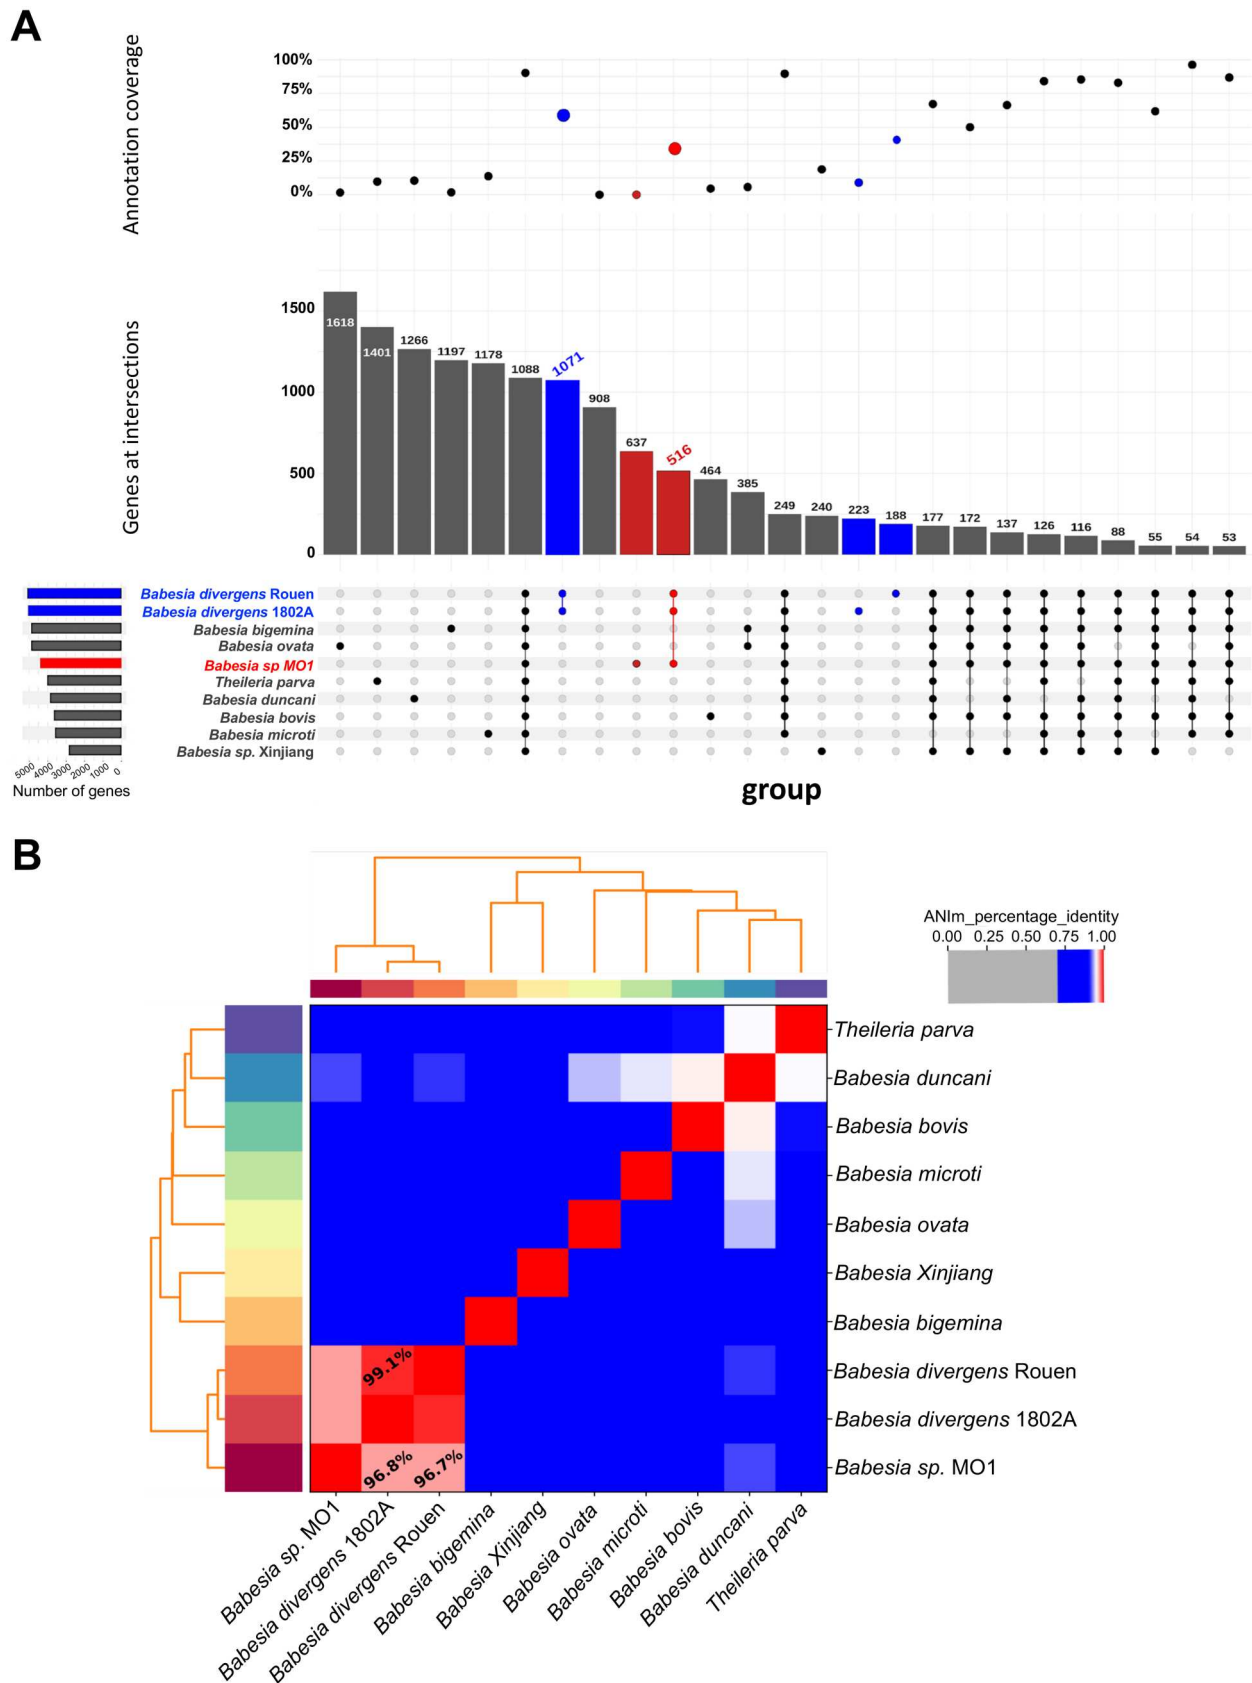 A
Annotation coverage
100%
75%
50%
25%
0%
Genes at intersections
1500
1000
500
0
1618
1401
1266
1197
1178
1088
1071
908
637
516
464
385
249
240
223
188
177
172
137
126
116
88
55
54
53
Babesia divergens Rouen
Babesia divergens 1802A
Babesia bigemina
Babesia ovata
Babesia sp MO1
Theileria parva
Babesia duncani
Babesia bovis
Babesia microti
Babesia sp. Xinjiang
5000
4000
3000
2000
1000
0
Number of genes
group
B
ANIm_percentage_identity
0.00 0.25 0.50 0.75 1.00
Theileria parva
Babesia duncani
Babesia bovis
Babesia microti
Babesia ovata
Babesia Xinjiang
Babesia bigemina
Babesia divergens Rouen
Babesia divergens 1802A
Babesia sp. MO1
99.1%
96.8%
96.7%
Babesia sp. MO1
Babesia divergens 1802A
Babesia divergens Rouen
Babesia bigemina
Babesia Xinjiang
Babesia ovata
Babesia microti
Babesia bovis
Babesia duncani
Theileria parva